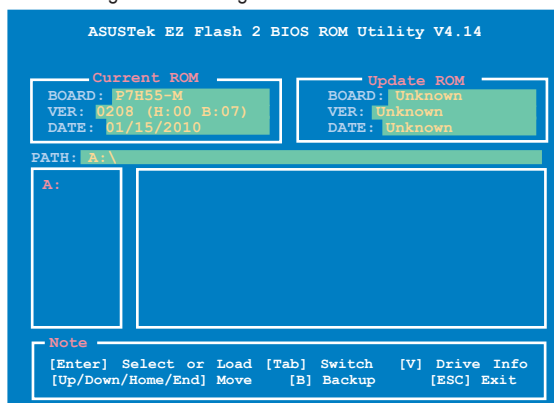 ASUSTek EZ Flash 2 BIOS ROM Utility V4.14
Current ROM
BOARD: P7H55-M
VER: 0208 (H:00 B:07)
DATE: 01/15/2010
Update ROM
BOARD: Unknown
VER: Unknown
DATE: Unknown
PATH: A:\
A:
Note
[Enter] Select or Load [Tab] Switch [V] Drive Info
[Up/Down/Home/End] Move [B] Backup [ESC] Exit